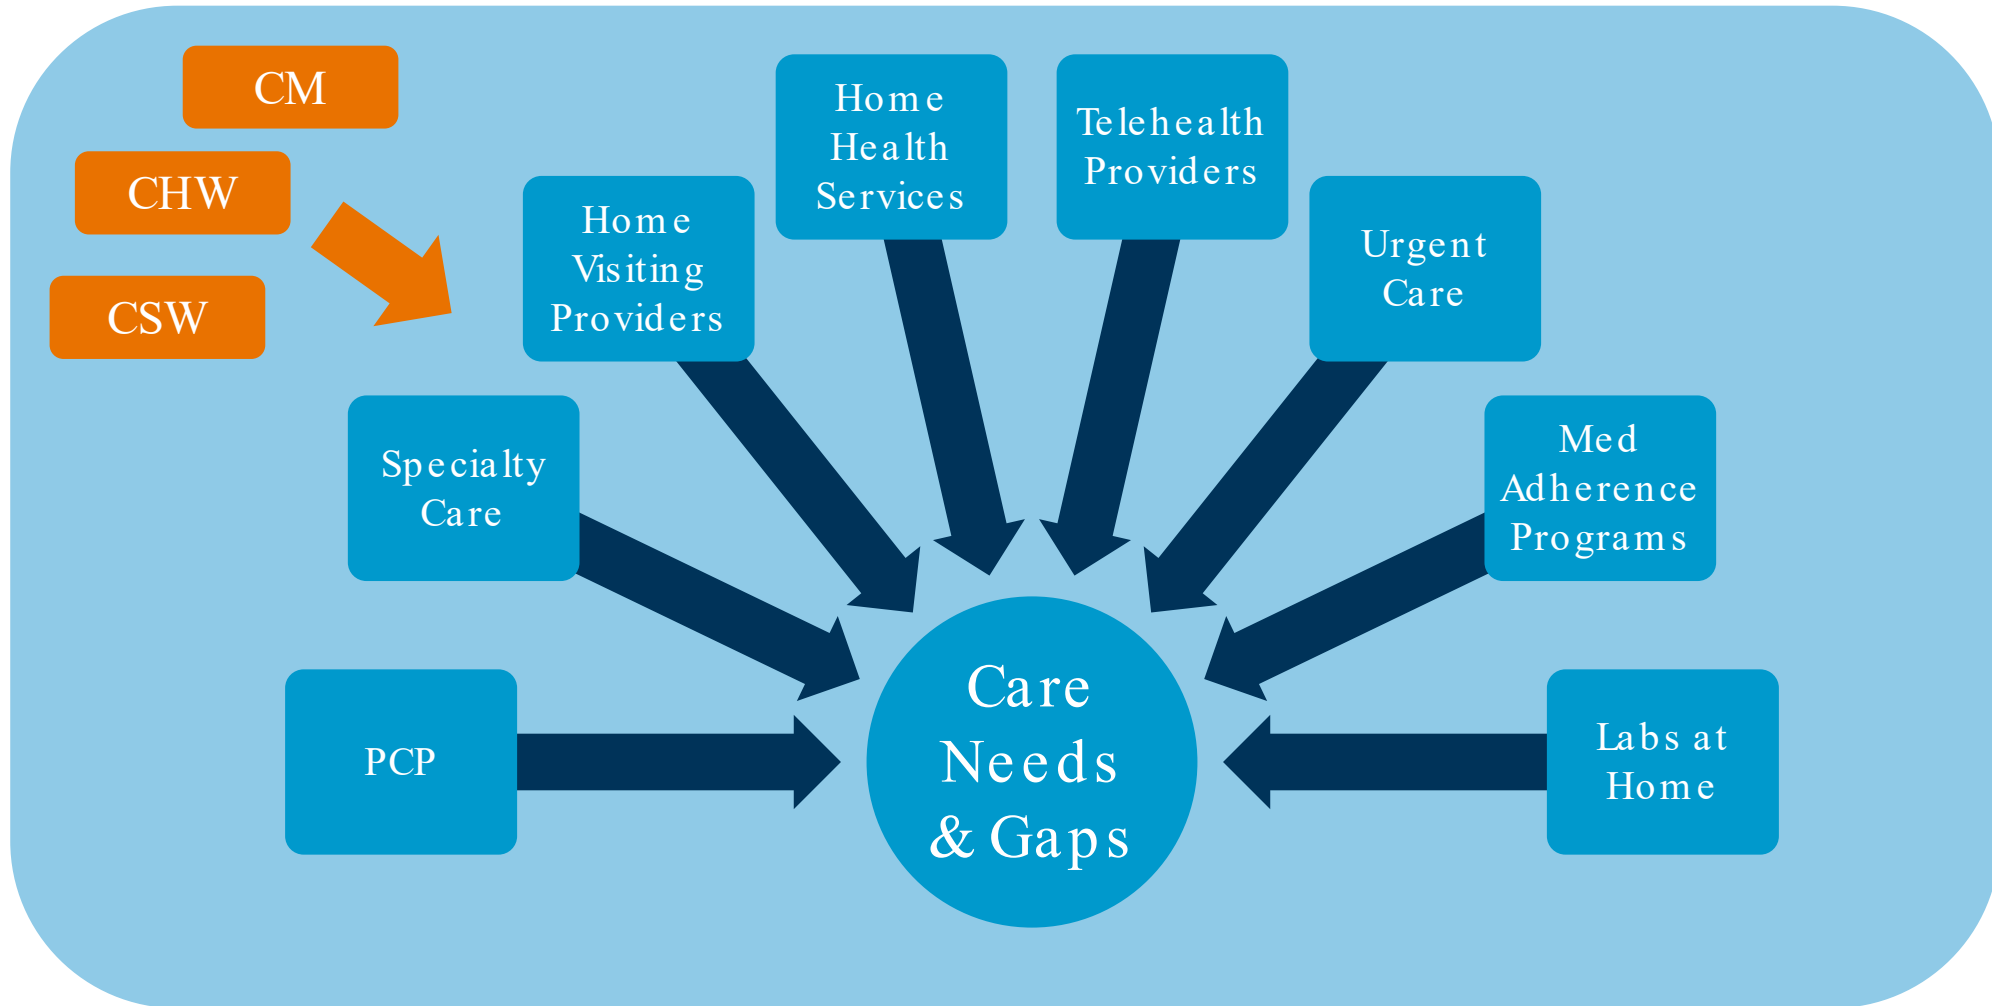 CM
CHW
CSW
Home
Visiting
Providers
Home
Health
Services
Telehealth
Providers
Urgent
Care
Specialty
Care
Med
Adherence
Programs
PCP
Care
Needs
& Gaps
Labs at
Home